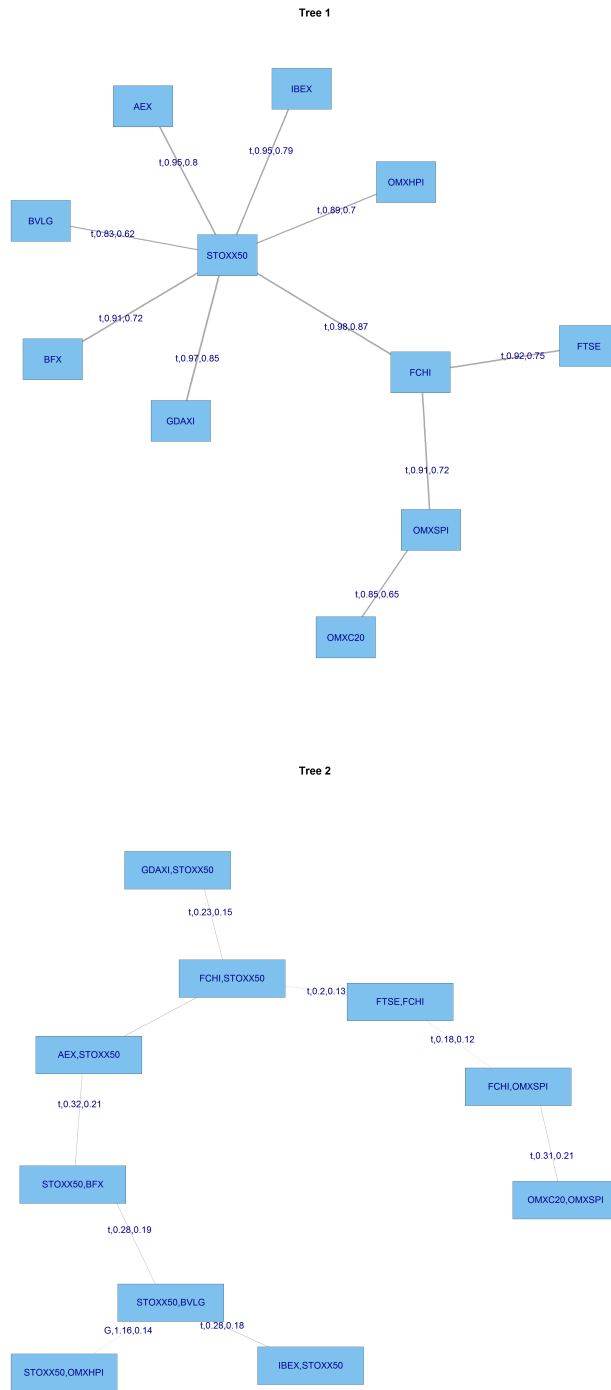 Tree 1
IBEX
AEX
t,0.95,0.8
t,0.95,0.79
OMXHPI
t,0.89,0.7
BVLG
t,0.83,0.62
STOXX50
t,0.91,0.72
t,0.98,0.87
FTSE
t,0.92,0.75
BFX
t,0.97,0.85
FCHI
GDAXI
t,0.91,0.72
OMXSPI
t,0.85,0.65
OMXC20
Tree 2
GDAXI,STOXX50
t,0.23,0.15
FCHI,STOXX50
t,0.2,0.13
FTSE,FCHI
t,0.18,0.12
AEX,STOXX50
FCHI,OMXSPI
t,0.32,0.21
t,0.31,0.21
STOXX50,BFX
OMXC20,OMXSPI
t,0.28,0.19
STOXX50,BVLG
G,1.16,0.14
t,0.28,0.18
STOXX50,OMXHPI
IBEX,STOXX50